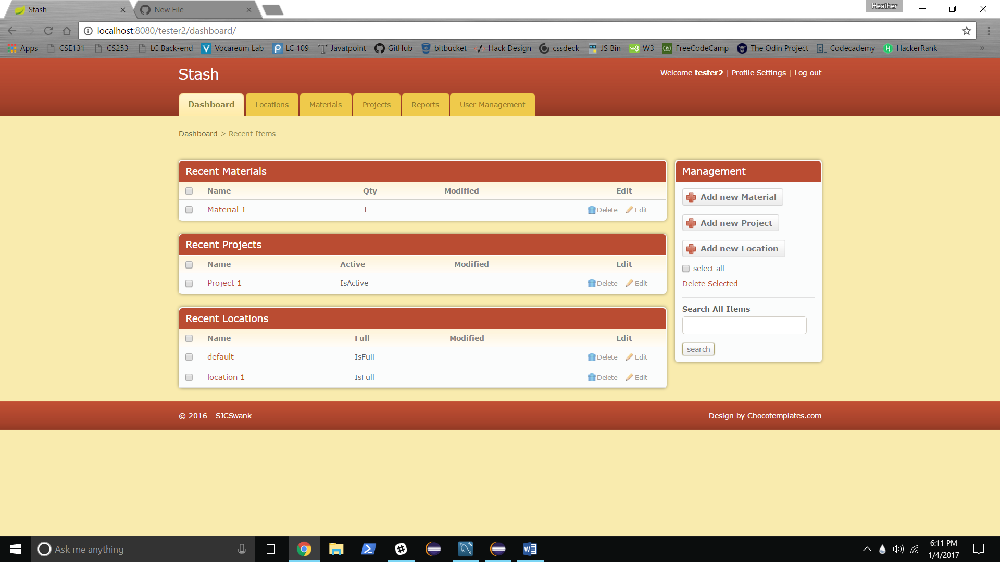 Stash
New File
Heather
localhost:8080/tester2/dashboard/
Apps CSE131 CS253 LC Back-end Vocareum Lab LC 109 Javatpoint GitHub bitbucket Hack Design cssdeck JS Bin W3 FreeCodeCamp The Odin Project Codecademy HackerRank »
Stash
Welcome tester2 | Profile Settings | Log out
Dashboard Locations Materials Projects Reports User Management
Dashboard > Recent Items
Recent Materials
Name Qty Modified Edit
Material 1 1 Delete Edit
Recent Projects
Name Active Modified Edit
Project 1 IsActive Delete Edit
Recent Locations
Name Full Modified Edit
default IsFull Delete Edit
location 1 IsFull Delete Edit
Management
Add new Material
Add new Project
Add new Location
select all
Delete Selected
Search All Items
search
© 2016 - SJCSwank
Design by Chocotemplates.com
Ask me anything
6:11 PM
1/4/2017